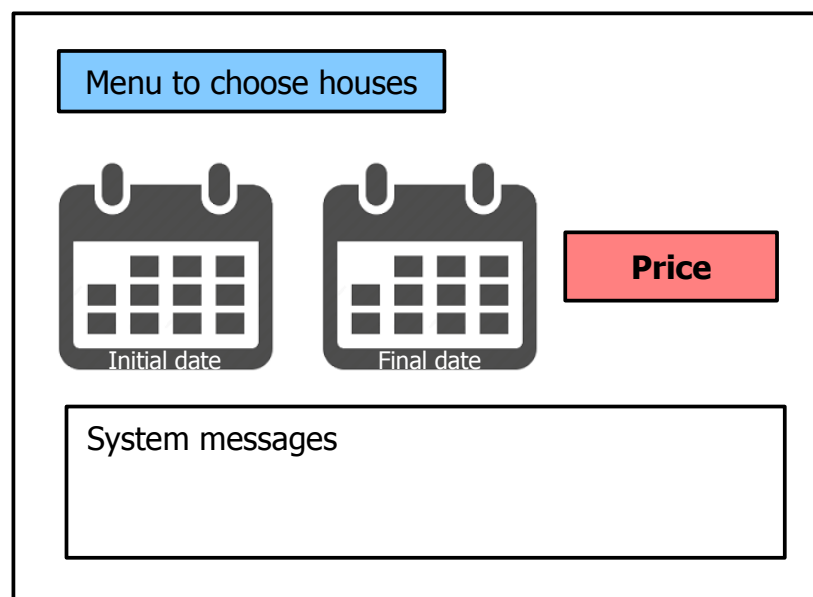 Menu to choose houses
Initial date
Final date
Price
System messages